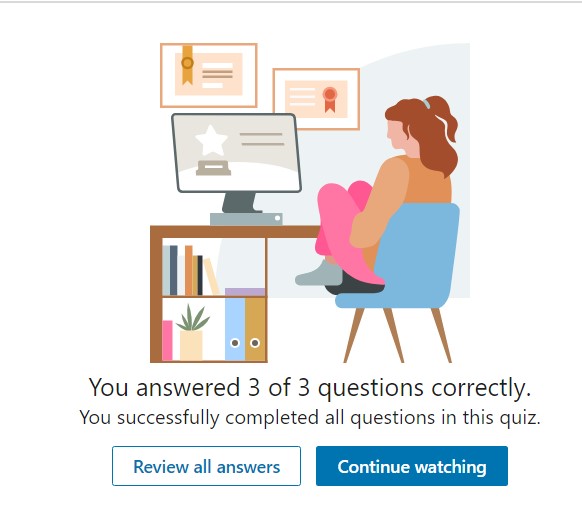 You answered 3 of 3 questions correctly.
You successfully completed all questions in this quiz.
Review all answers
Continue watching